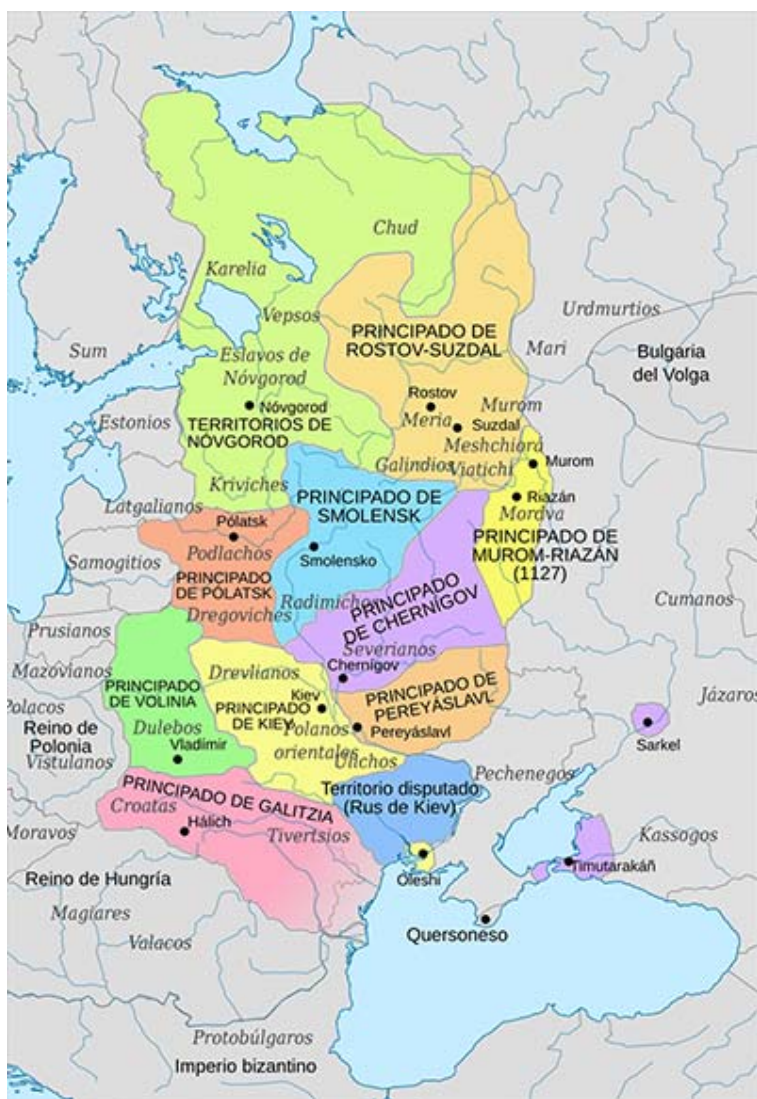 Chud
Karelia
Vepsos
Urdmurtios
PRINCIPADO DE
ROSTOV-SUZDAL
Sum
Mari
Bulgaria
del Volga
Eslavos de
Nóvgorod
Rostov
Nóvgorod
Murom
Meria
Suzdal
Estonios
TERRITORIOS DE
NÓVGOROD
Meshchiorá
Galindios
Viatichi
Murom
Kriviches
PRINCIPADO DE
SMOLENSK
Riazán
Latgalianos
Mordva
Pólatsk
PRINCIPADO DE
MUROM-RIAZÁN
(1127)
Podlachos
Smolensko
Samogitios
PRINCIPADO
DE PÓLATSK
Radimichos
PRINCIPADO
DE CHERNÍGOV
Cumanos
Dregoviches
Prusianos
Severianos
Mazovianos
Drevlianos
Chernígov
PRINCIPADO
DE VOLINIA
PRINCIPADO DE
PEREYÁSLAVL
Kiev
Jázaros
Polacos
PRINCIPADO
DE KIEV
Reino de
Polonia
Dulebos
Polanos
orientales
Pereyáslavl
Sarkel
Vladímir
Vistulanos
Ulichos
Pechenegos
PRINCIPADO DE GALITZIA
Territorio disputado
(Rus de Kiev)
Croatas
Hálich
Moravos
Tivertsios
Kassogos
Timutarakáñ
Reino de Hungría
Oleshi
Magiares
Quersoneso
Valacos
Protobúlgaros
Imperio bizantino